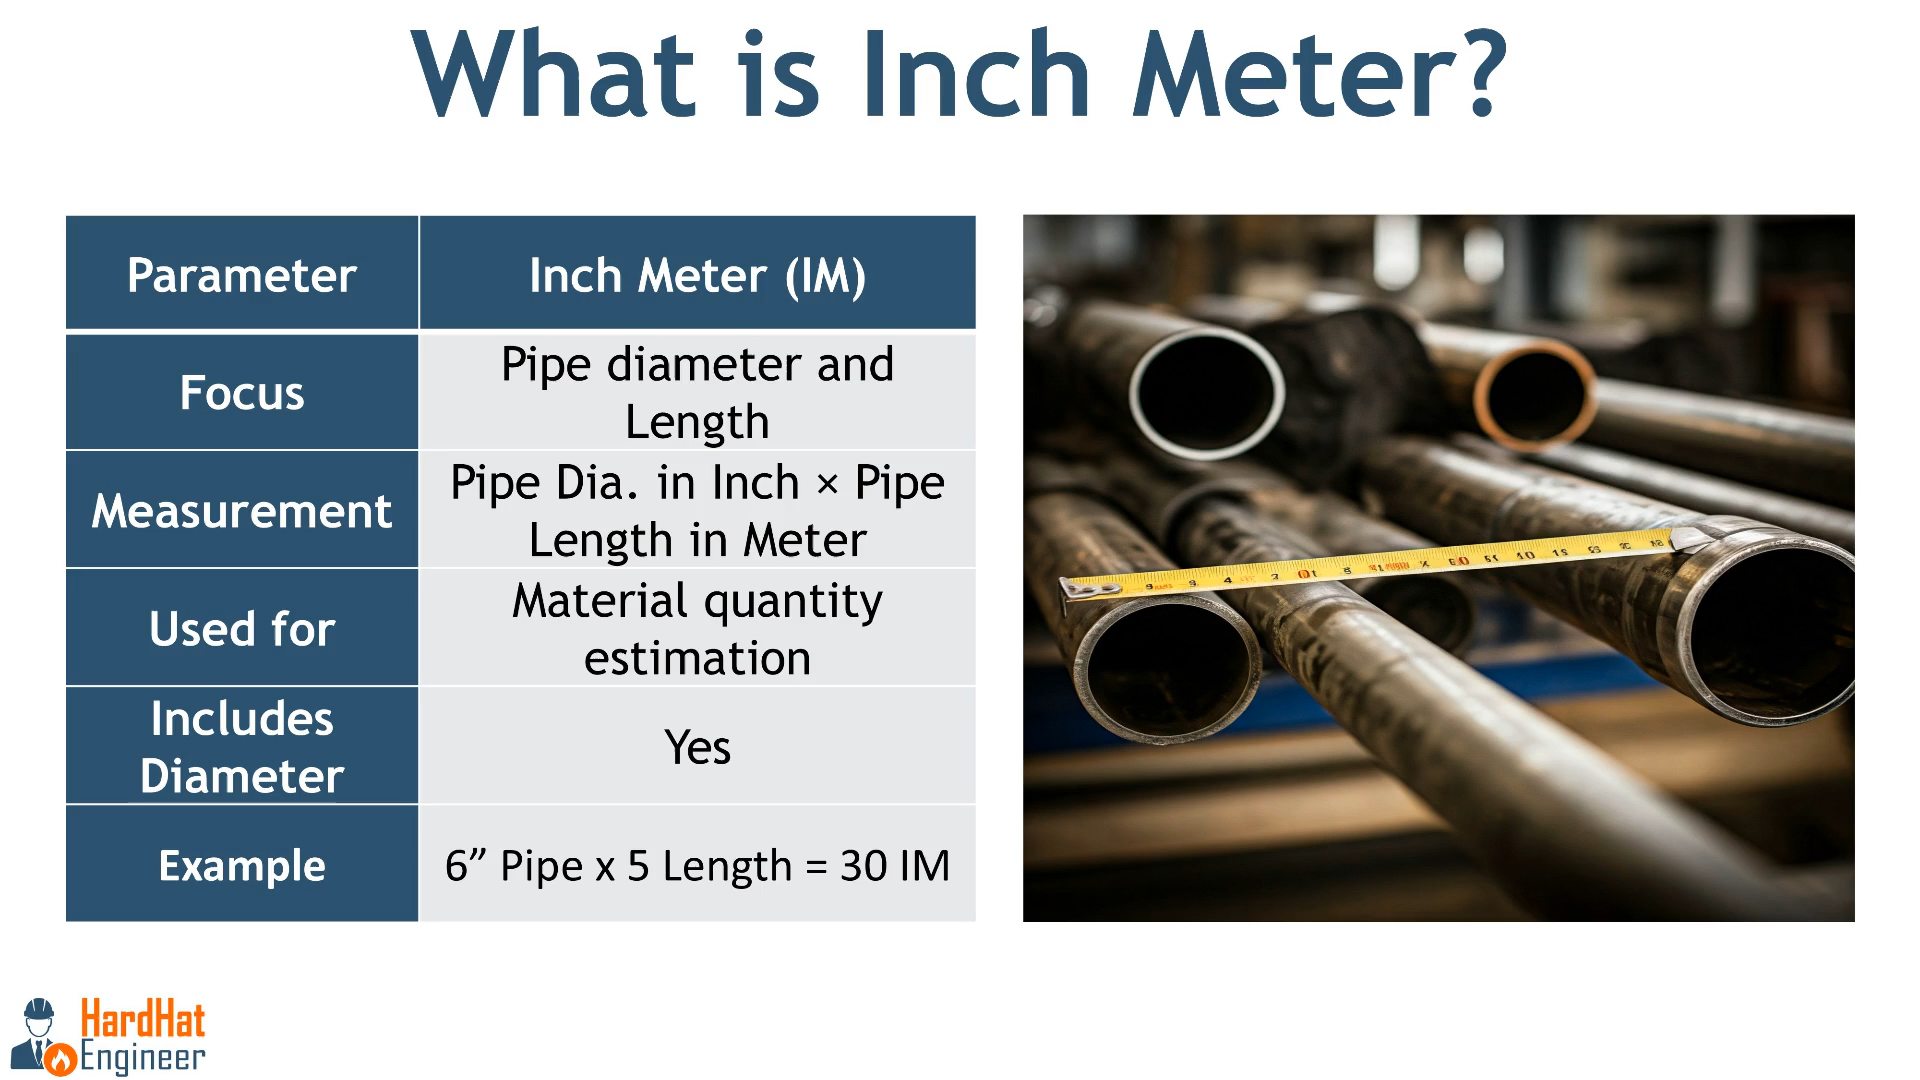 What is Inch Meter?
Parameter
Inch Meter (IM)
Focus
Pipe diameter and
Length
Measurement
Pipe Dia. in Inch × Pipe
Length in Meter
Used for
Material quantity
estimation
Includes
Diameter
Yes
Example
6” Pipe x 5 Length = 30 IM
HardHat
Engineer